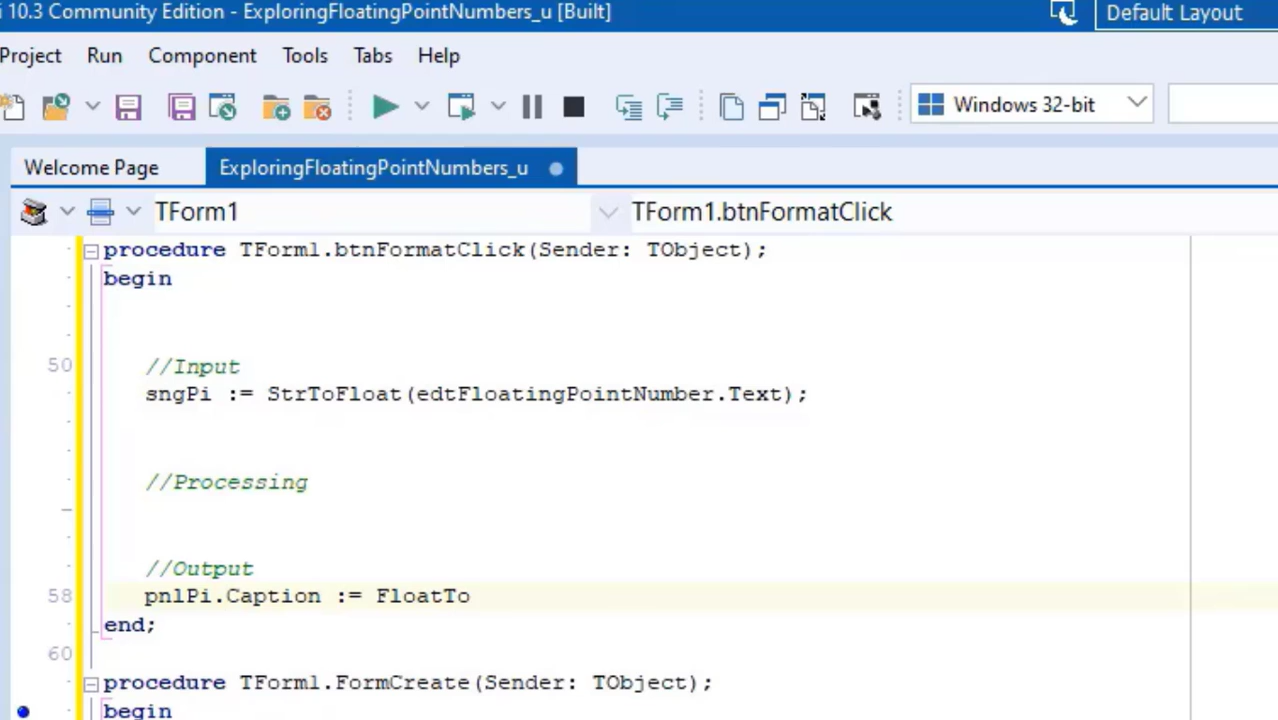 i 10.3 Community Edition - ExploringFloatingPointNumbers_u [Built]
Default Layout
Project Run Component Tools Tabs Help
Windows 32-bit
Welcome Page ExploringFloatingPointNumbers_u
TForm1 TForm1.btnFormatClick
procedure TForm1.btnFormatClick(Sender: TObject);
begin
50 //Input
sngPi := StrToFloat(edtFloatingPointNumber.Text);
//Processing
//Output
58 pnlPi.Caption := FloatTo
end;
60
procedure TForm1.FormCreate(Sender: TObject);
begin